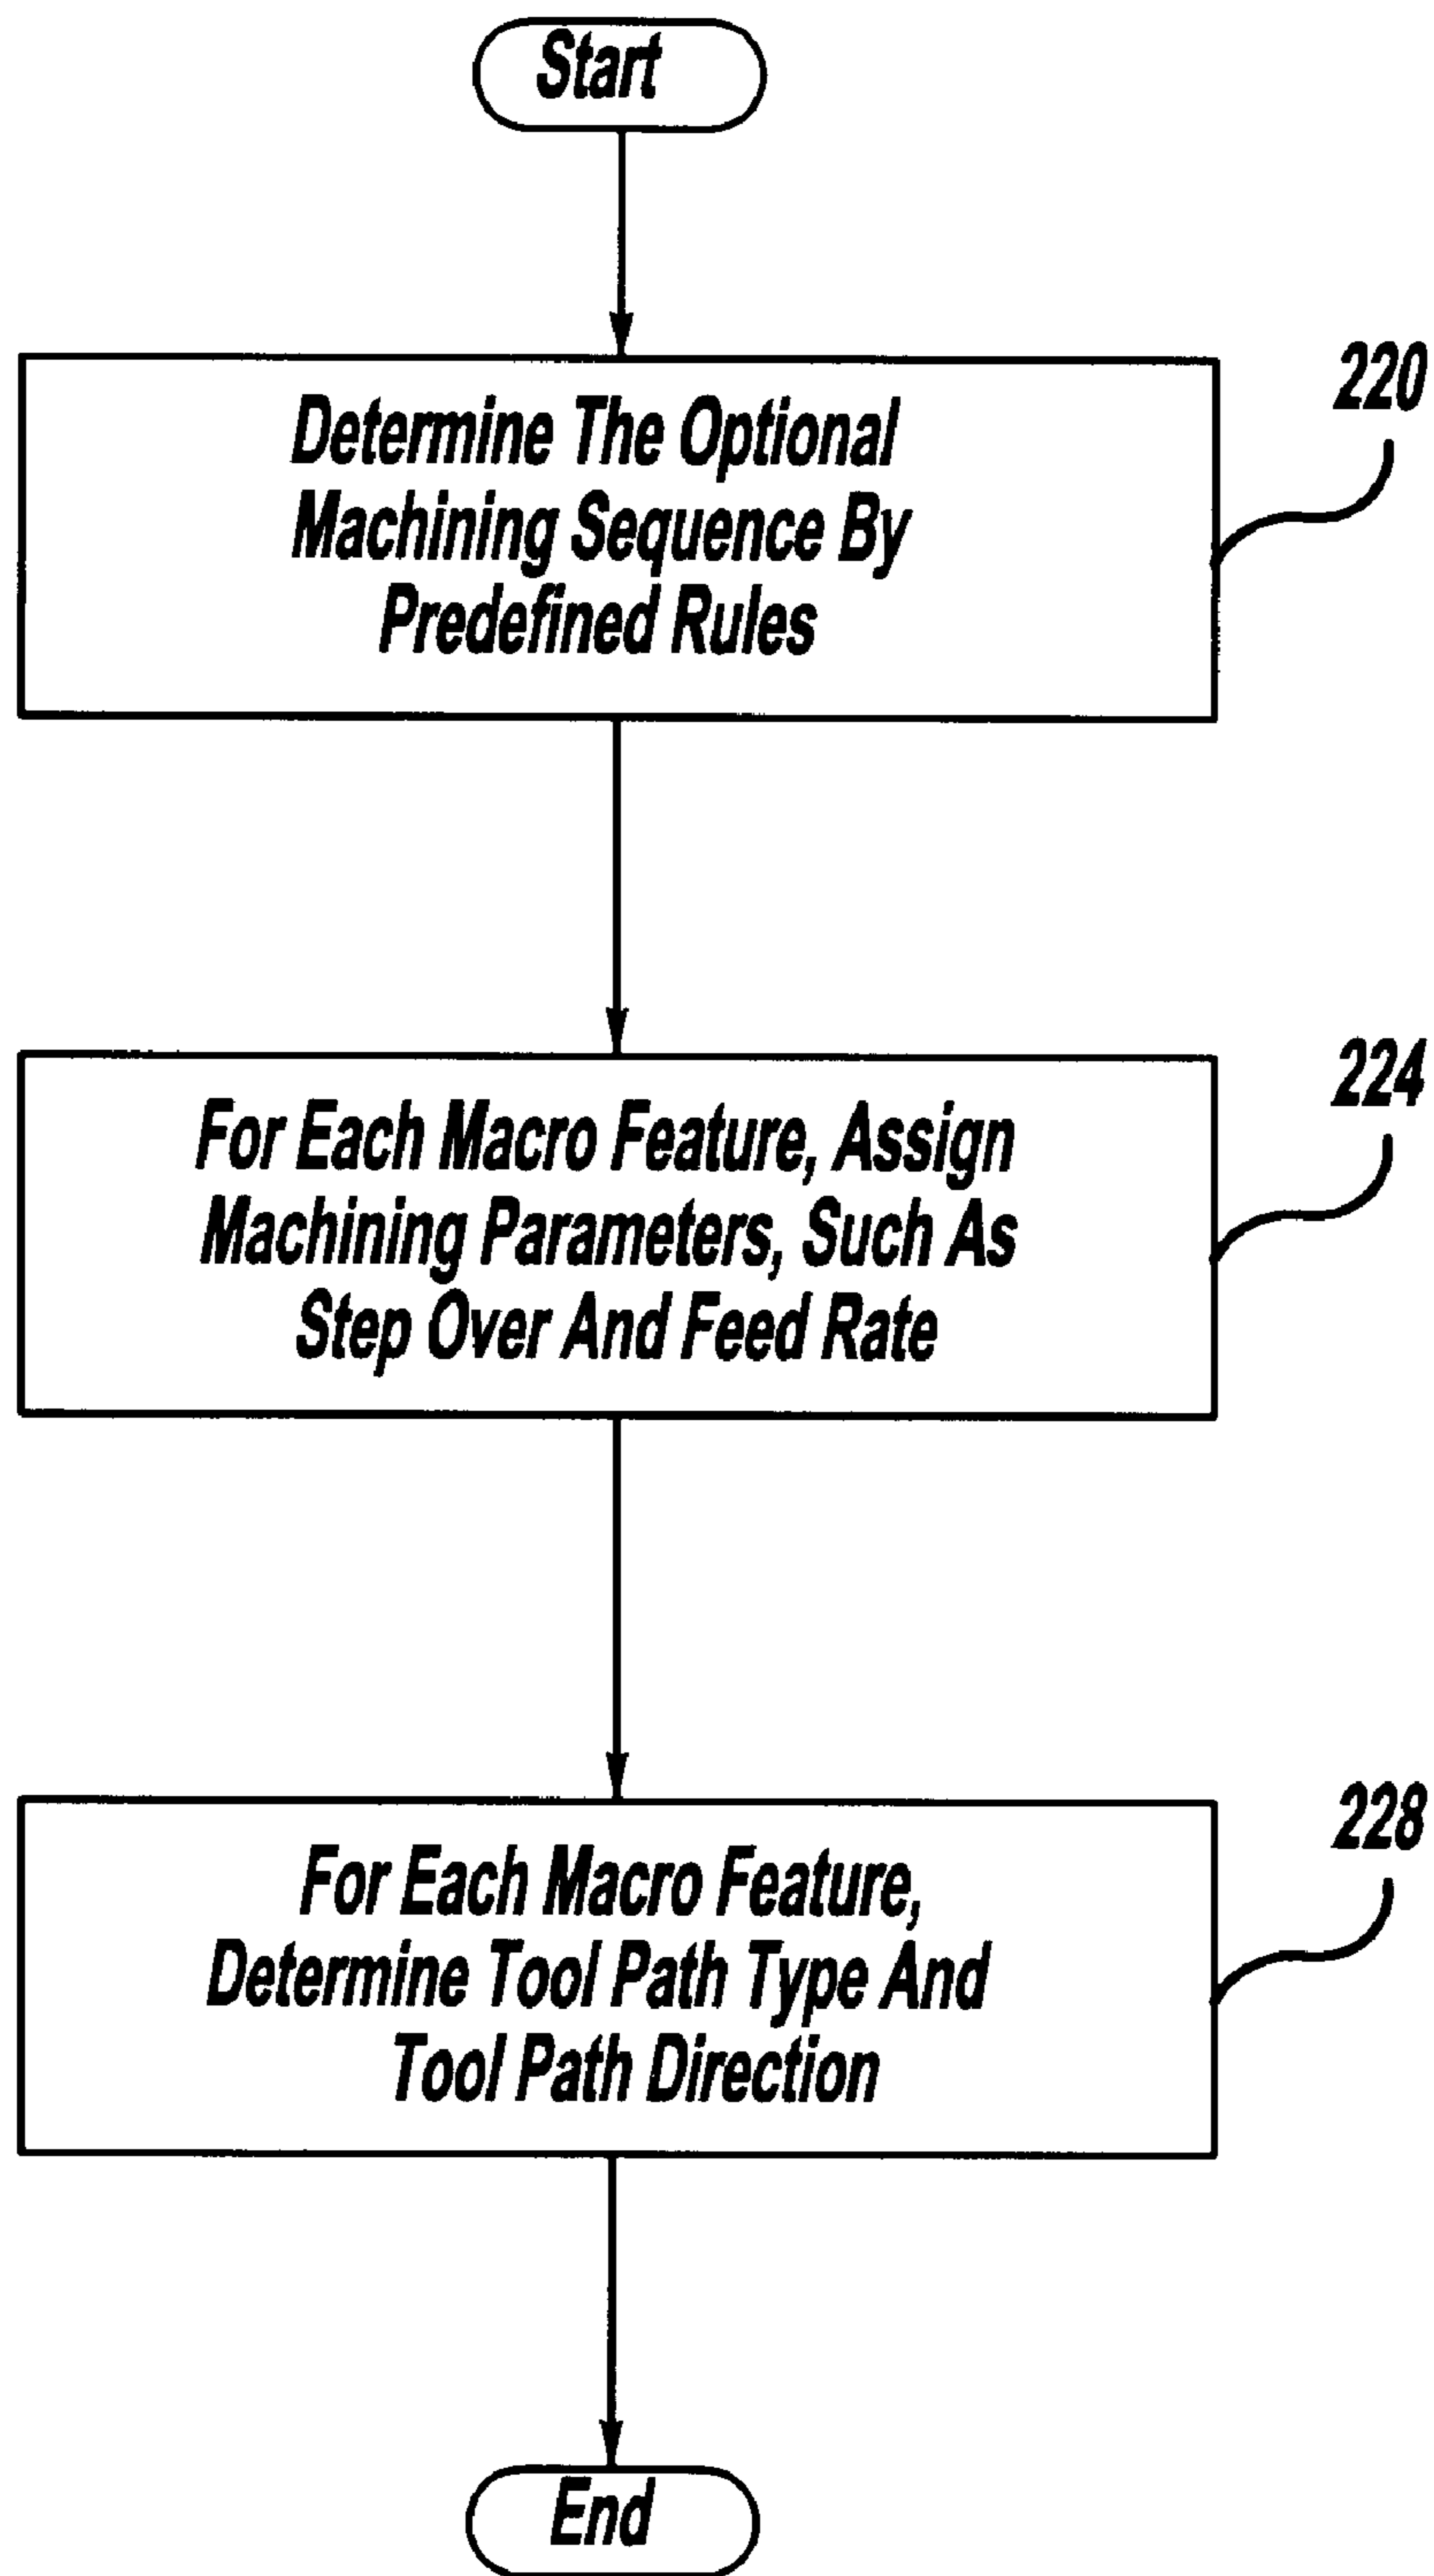 Start
220
Determine The Optional
Machining Sequence By
Predefined Rules
224
For Each Macro Feature, Assign
Machining Parameters, Such As
Step Over And Feed Rate
228
For Each Macro Feature,
Determine Tool Path Type And
Tool Path Direction
End